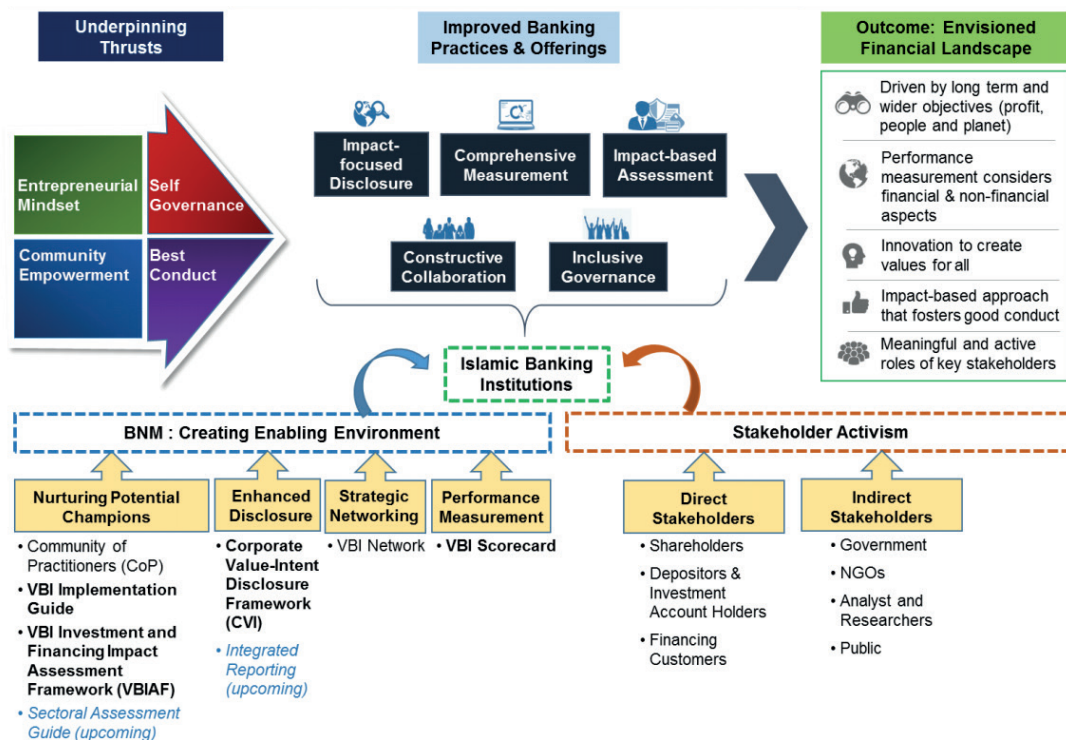 Underpinning
Thrusts
Improved Banking
Practices & Offerings
Outcome: Envisioned
Financial Landscape
Entrepreneurial
Mindset
Self
Governance
Community
Empowerment
Best
Conduct
Impact-
focused
Disclosure
Comprehensive
Measurement
Impact-based
Assessment
Constructive
Collaboration
Inclusive
Governance
Driven by long term and
wider objectives (profit,
people and planet)
Performance
measurement considers
financial & non-financial
aspects
Innovation to create
values for all
Impact-based approach
that fosters good conduct
Meaningful and active
roles of key stakeholders
Islamic Banking
Institutions
BNM : Creating Enabling Environment
Stakeholder Activism
Nurturing Potential
Champions
• Community of
Practitioners (CoP)
• VBI Implementation
Guide
• VBI Investment and
Financing Impact
Assessment
Framework (VBIAF)
• Sectoral Assessment
Guide (upcoming)
Enhanced
Disclosure
• Corporate
Value-Intent
Disclosure
Framework
(CVI)
• Integrated
Reporting
(upcoming)
Strategic
Networking
• VBI Network
Performance
Measurement
• VBI Scorecard
Direct
Stakeholders
• Shareholders
• Depositors &
Investment
Account Holders
• Financing
Customers
Indirect
Stakeholders
• Government
• NGOs
• Analyst and
Researchers
• Public